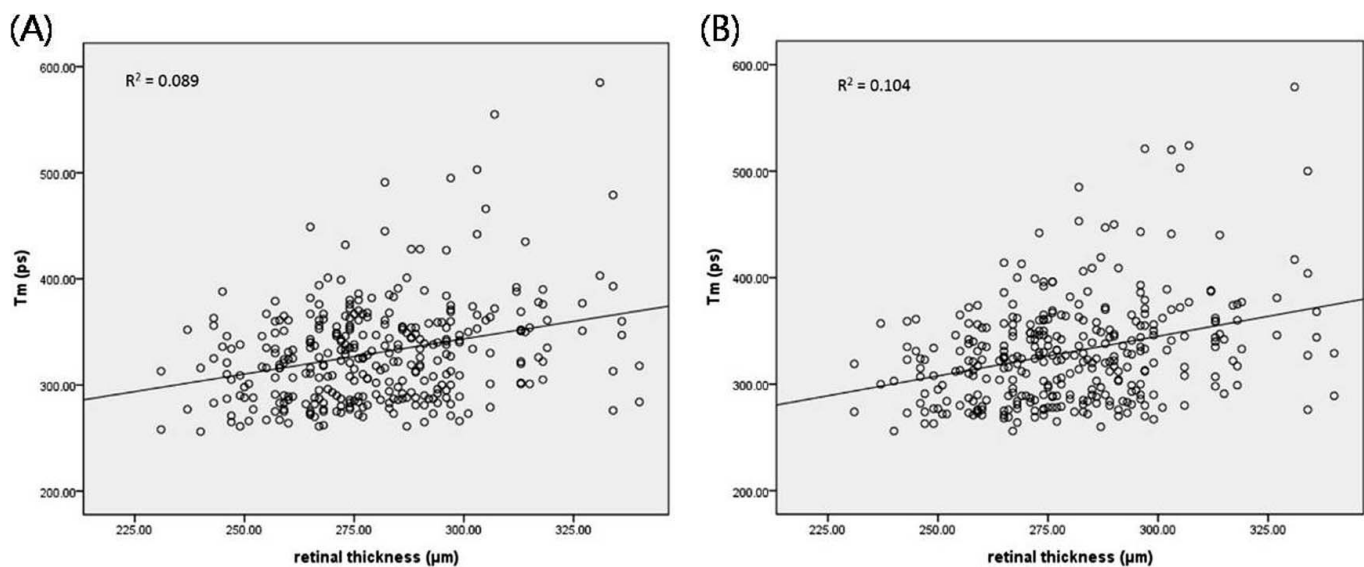 (A)
R² = 0.089
600.00
500.00
400.00
300.00
200.00
Tm (ps)
225.00 250.00 275.00 300.00 325.00
retinal thickness (μm)
(B)
R² = 0.104
600.00
500.00
400.00
300.00
200.00
Tm (ps)
225.00 250.00 275.00 300.00 325.00
retinal thickness (μm)